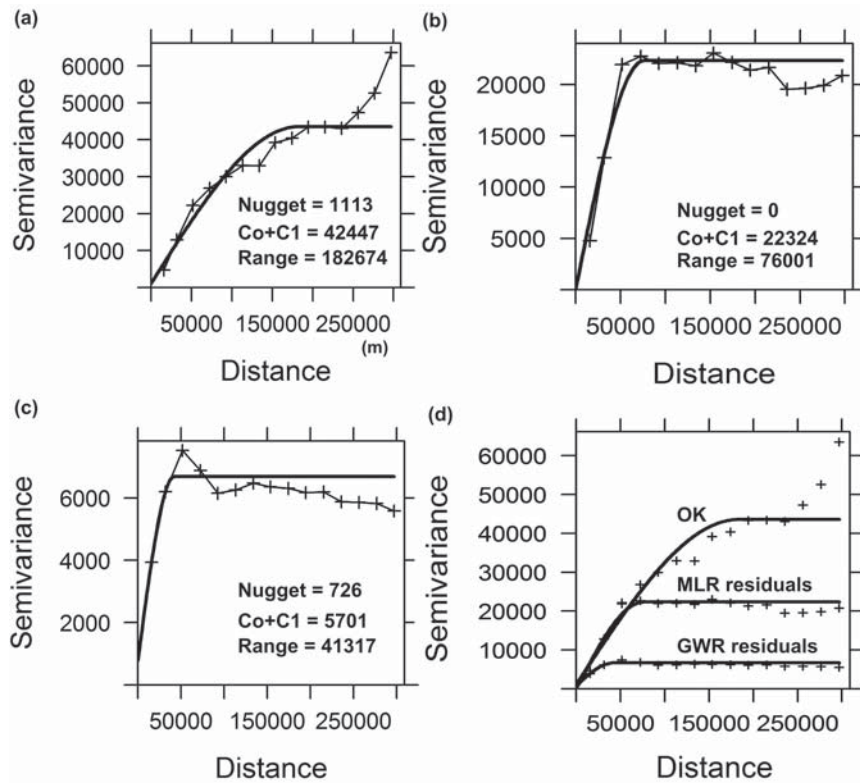 (a)
Semivariance
60000
50000
40000
30000
20000
10000
Nugget = 1113
Co+C1 = 42447
Range = 182674
50000 150000 250000
(m)
Distance
(b)
Semivariance
20000
15000
10000
5000
Nugget = 0
Co+C1 = 22324
Range = 76001
50000 150000 250000
Distance
(c)
Semivariance
6000
4000
2000
Nugget = 726
Co+C1 = 5701
Range = 41317
50000 150000 250000
Distance
(d)
Semivariance
60000
50000
40000
30000
20000
10000
OK
MLR residuals
GWR residuals
50000 150000 250000
Distance